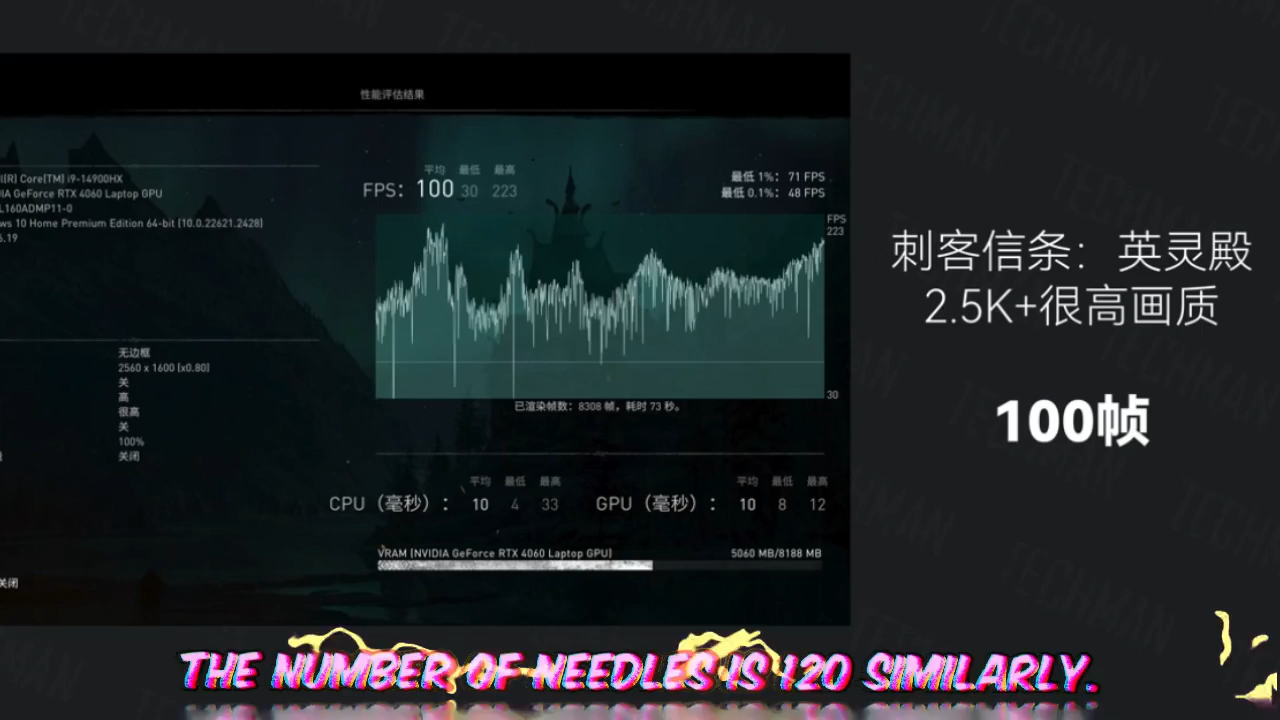 性能评估结果
l[R] Core[TM] i9-14900HX
IA GeForce RTX 4060 Laptop GPU
L160ADMP11-0
ws 10 Home Premium Edition 64-bit (10.0.22621.2428)
6.19
平均 最低 最高
FPS: 100 30 223
最低 1%: 71 FPS
最低 0.1%: 48 FPS
FPS
223
30
已渲染帧数: 8308 帧, 耗时 73 秒。
刺客信条: 英灵殿
2.5K+很高画质
100帧
无边框
2560 x 1600 [x0.80]
关
高
很高
关
100%
关闭
平均 最低 最高
CPU (毫秒): 10 4 33
平均 最低 最高
GPU (毫秒): 10 8 12
VRAM [NVIDIA GeForce RTX 4060 Laptop GPU] 5060 MB/8188 MB
关闭
THE NUMBER OF NEEDLES IS 120 SIMILARLY.
TECHMAN